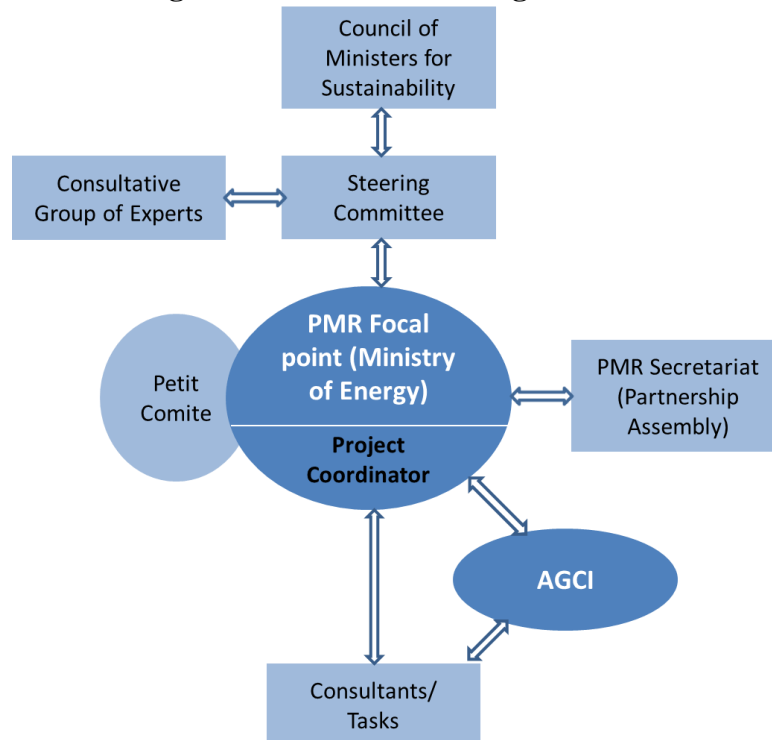 Council of
Ministers for
Sustainability
Consultative
Group of Experts
Steering
Committee
PMR Focal
point (Ministry
of Energy)
Petit
Comite
PMR Secretariat
(Partnership
Assembly)
Project
Coordinator
AGCI
Consultants/
Tasks